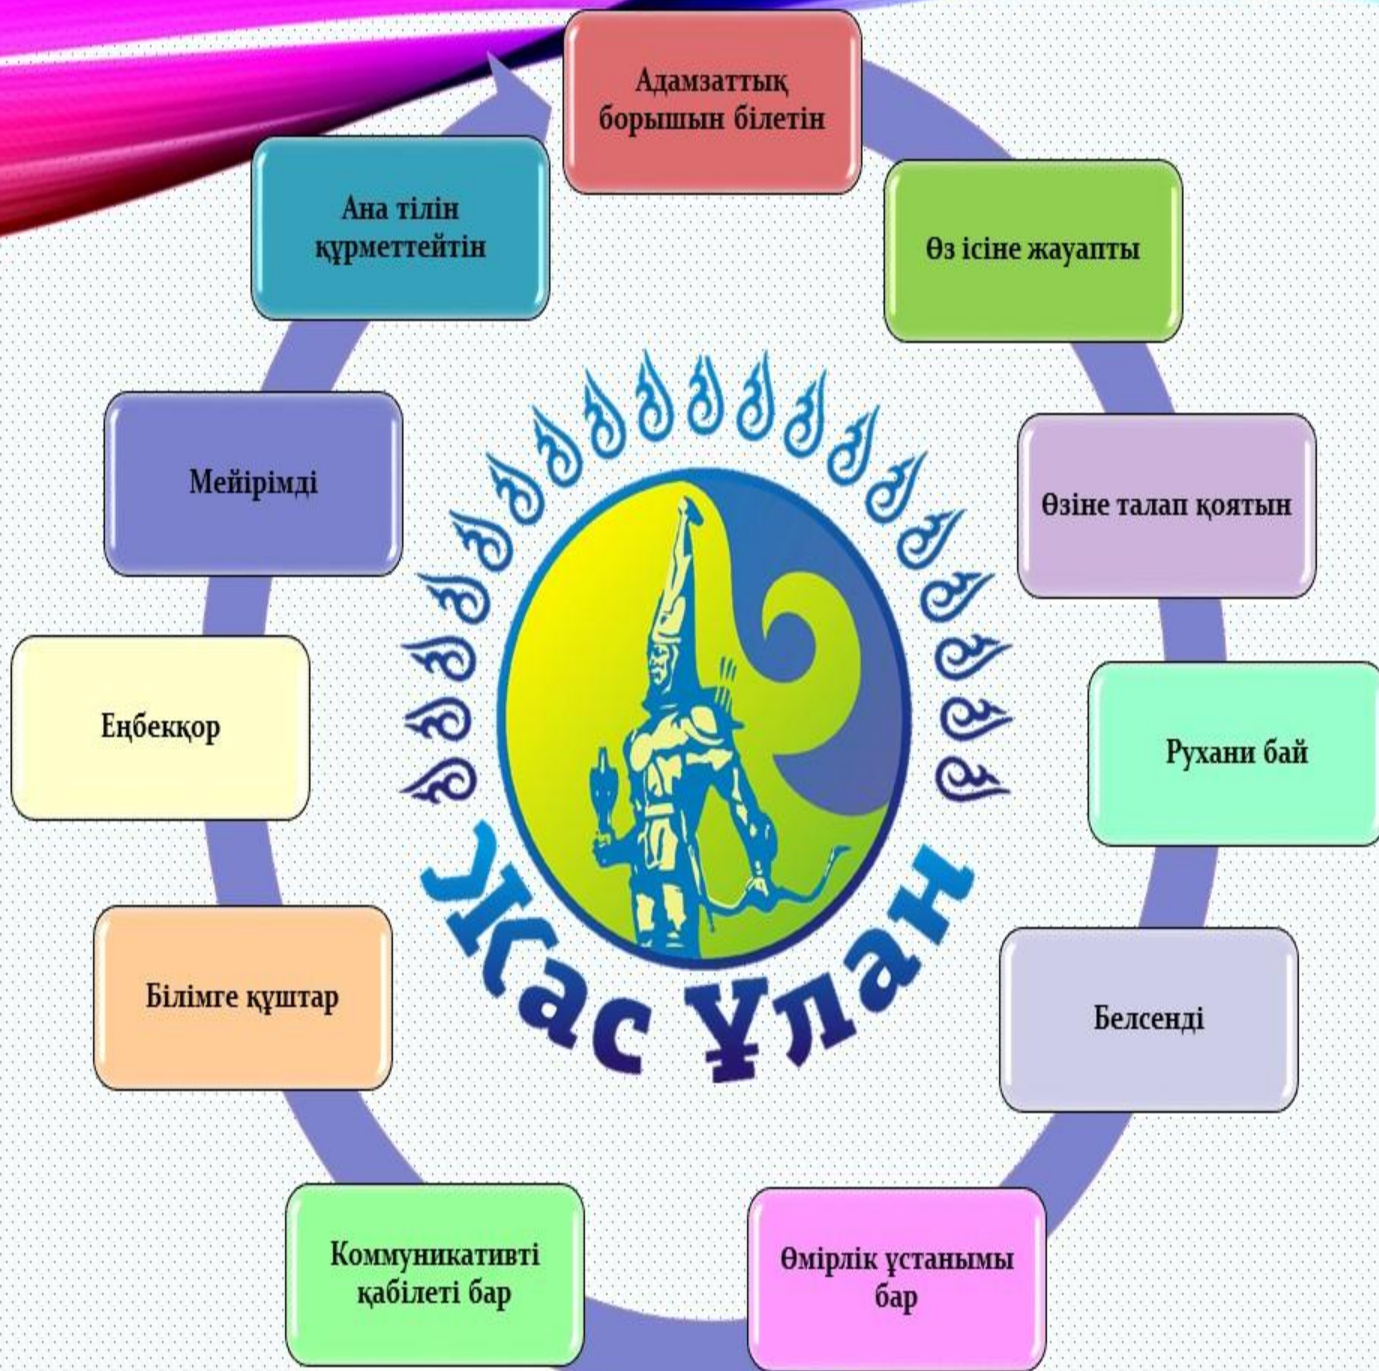 Адамзаттық
борышын білетін
Өз ісіне жауапты
Өзіне талап қоятын
Рухани бай
Белсенді
Өмірлік ұстанымы
бар
Коммуникативті
қабілеті бар
Білімге құштар
Еңбекқор
Мейірімді
Ана тілін
құрметтейтін
Жас Ұлан